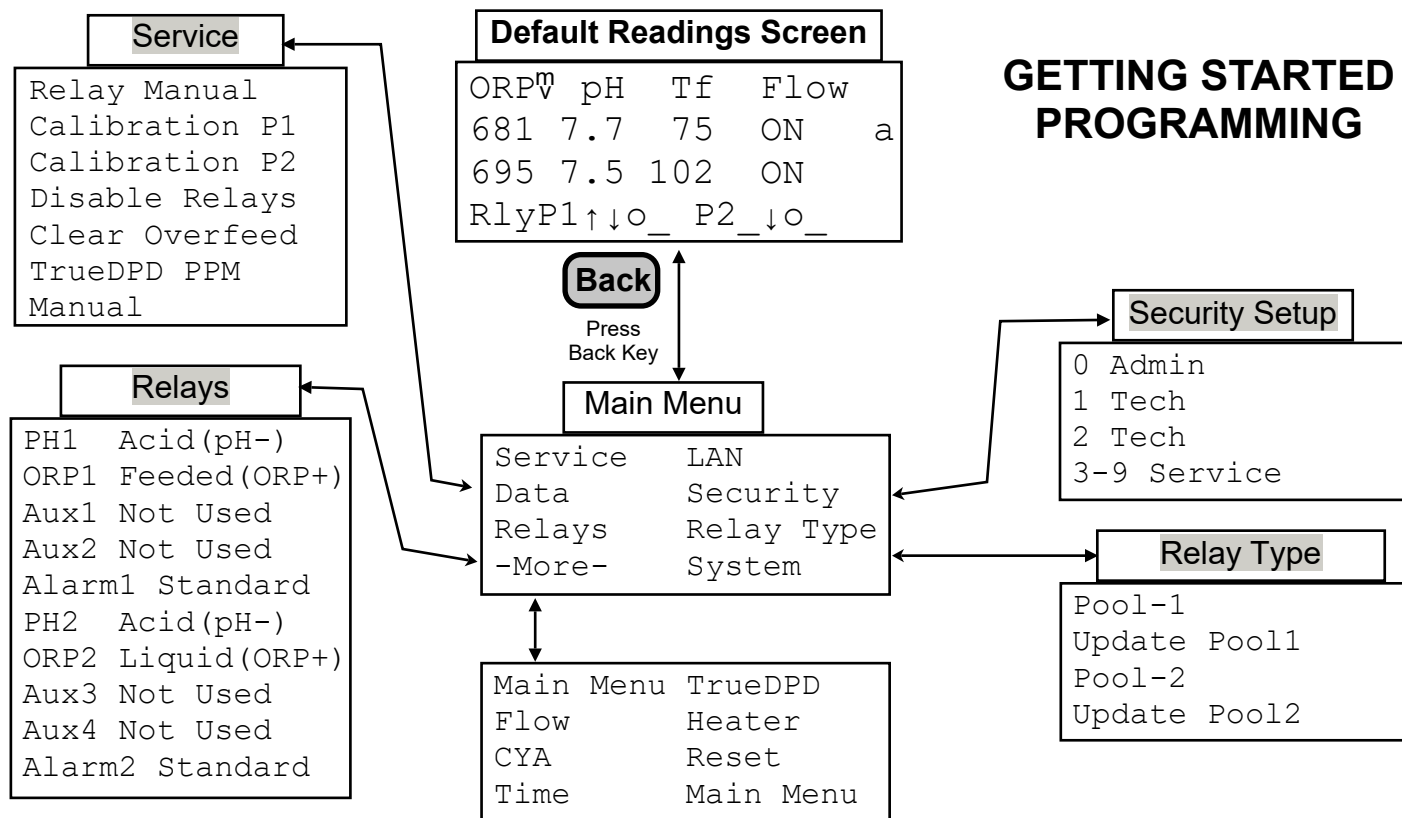 GETTING STARTED
PROGRAMMING
Service
Relay Manual
Calibration P1
Calibration P2
Disable Relays
Clear Overfeed
TrueDPD PPM
Manual
Default Readings Screen
ORPmV pH Tf Flow
681 7.7 75 ON a
695 7.5 102 ON
RlyP1↑↓o_ P2_↓o_
Back
Press
Back Key
Relays
PH1 Acid(pH-)
ORP1 Feeded(ORP+)
Aux1 Not Used
Aux2 Not Used
Alarm1 Standard
PH2 Acid(pH-)
ORP2 Liquid(ORP+)
Aux3 Not Used
Aux4 Not Used
Alarm2 Standard
Main Menu
Service LAN
Data Security
Relays Relay Type
-More- System
Main Menu TrueDPD
Flow Heater
CYA Reset
Time Main Menu
Security Setup
0 Admin
1 Tech
2 Tech
3-9 Service
Relay Type
Pool-1
Update Pool1
Pool-2
Update Pool2